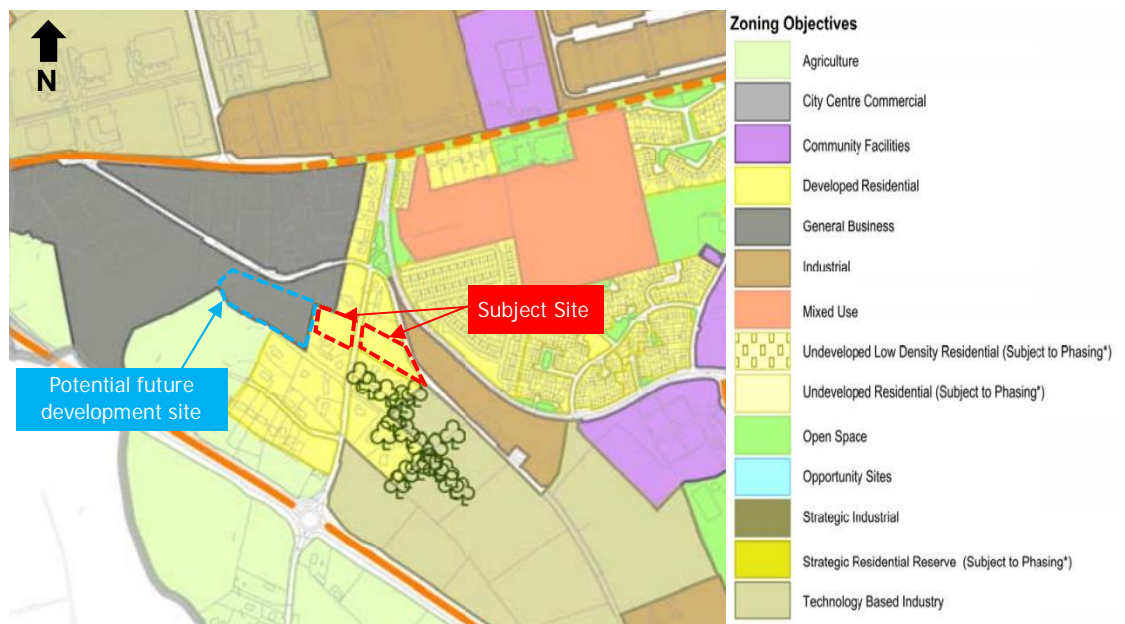 N
Subject Site
Potential future
development site
Zoning Objectives
Agriculture
City Centre Commercial
Community Facilities
Developed Residential
General Business
Industrial
Mixed Use
Undeveloped Low Density Residential (Subject to Phasing*)
Undeveloped Residential (Subject to Phasing*)
Open Space
Opportunity Sites
Strategic Industrial
Strategic Residential Reserve (Subject to Phasing*)
Technology Based Industry